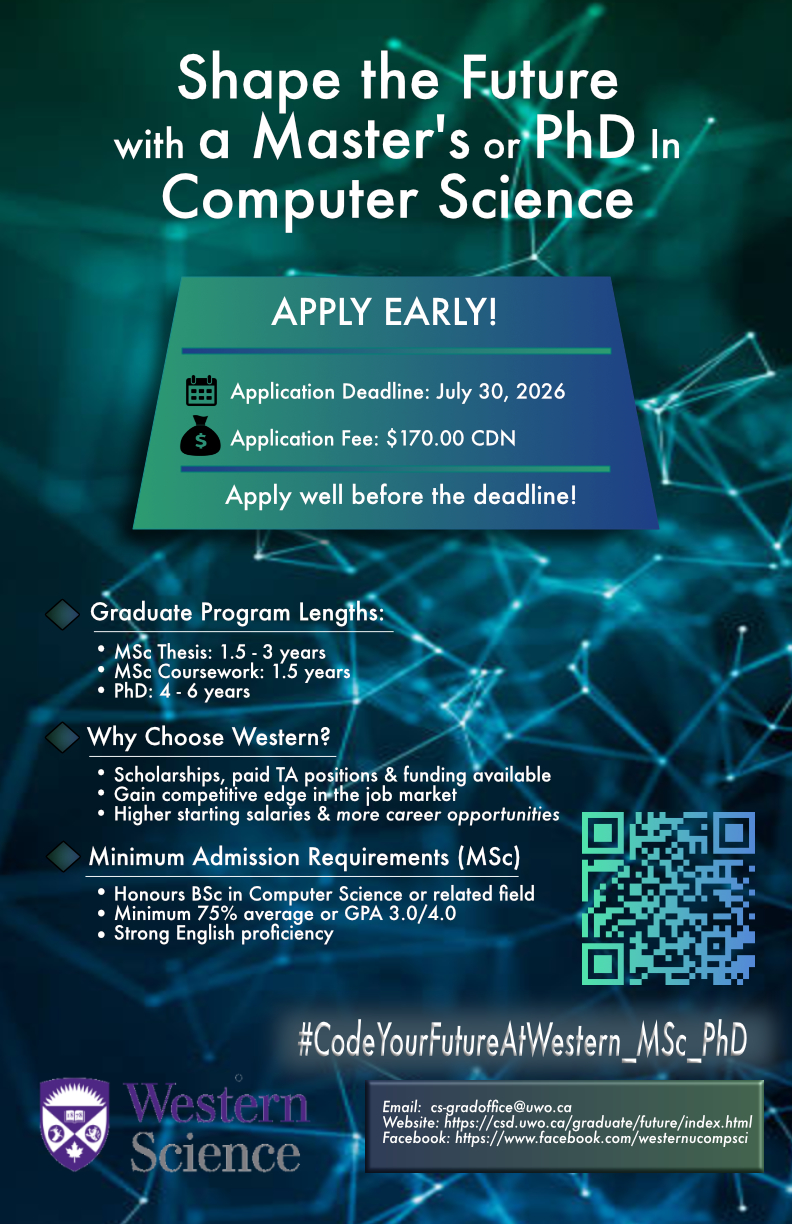 Shape the Future
with a Master's or PhD In
Computer Science
APPLY EARLY!
Application Deadline: July 30, 2026
$
Application Fee: $170.00 CDN
Apply well before the deadline!
Graduate Program Lengths:
• MSc Thesis: 1.5 - 3 years
• MSc Coursework: 1.5 years
• PhD: 4 - 6 years
Why Choose Western?
• Scholarships, paid TA positions & funding available
• Gain competitive edge in the job market
• Higher starting salaries & more career opportunities
Minimum Admission Requirements (MSc)
• Honours BSc in Computer Science or related field
• Minimum 75% average or GPA 3.0/4.0
• Strong English proficiency
#CodeYourFutureAtWestern_MSc_PhD
Western
Science
Email: cs-gradoffice@uwo.ca
Website: https://csd.uwo.ca/graduate/future/index.html
Facebook: https://www.facebook.com/westernucompsci